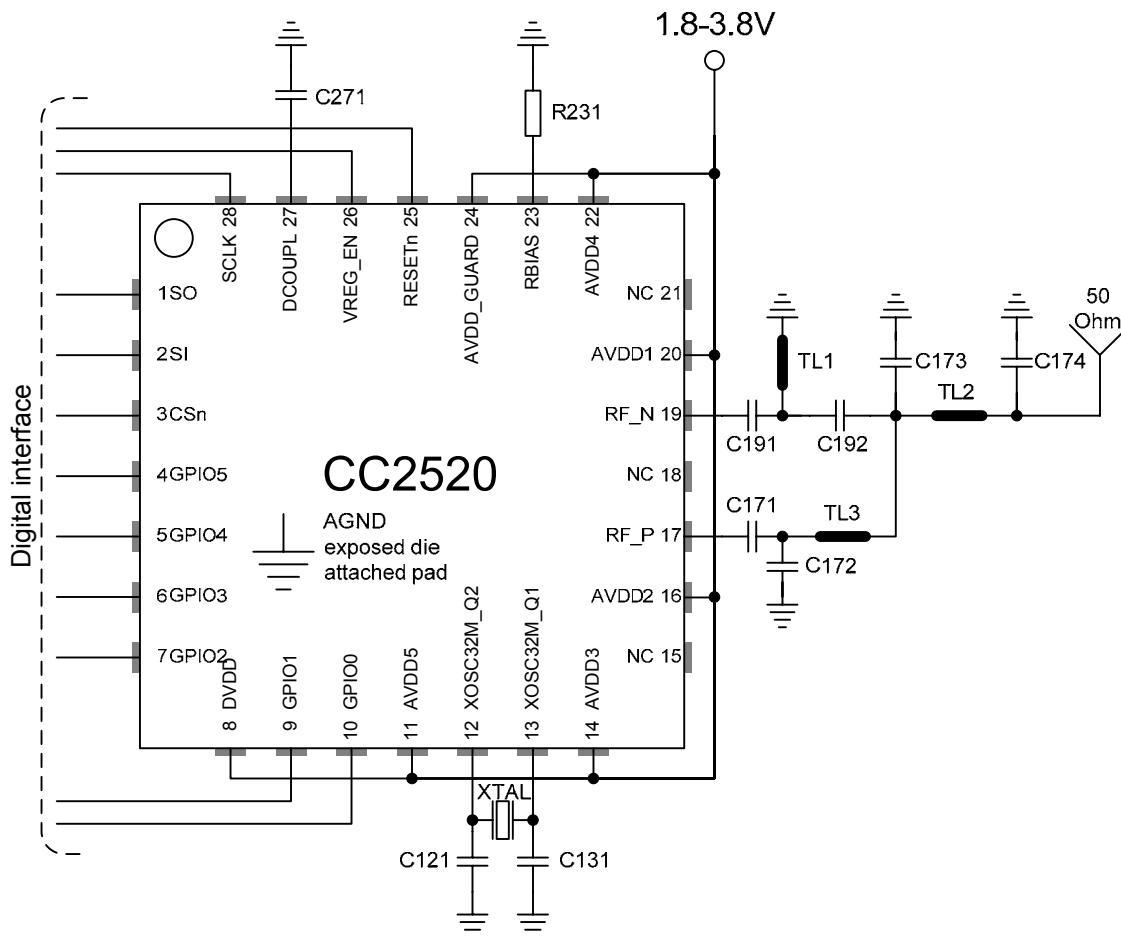 1.8-3.8V
C271
R231
SCLK 28
DCOUPL 27
VREG_EN 26
RESETn 25
AVDD_GUARD 24
RBIAS 23
AVDD4 22
1SO
2SI
3CSn
4GPIO5
5GPIO4
6GPIO3
7GPIO2
Digital interface
CC2520
AGND
exposed die
attached pad
NC 21
AVDD1 20
RF_N 19
NC 18
RF_P 17
AVDD2 16
NC 15
8 DVDD
9 GPIO1
10 GPIO0
11 AVDD5
12 XOSC32M_Q2
13 XOSC32M_Q1
14 AVDD3
TL1
C173
C174
50
Ohm
TL2
C191
C192
C171
TL3
C172
XTAL
C121
C131